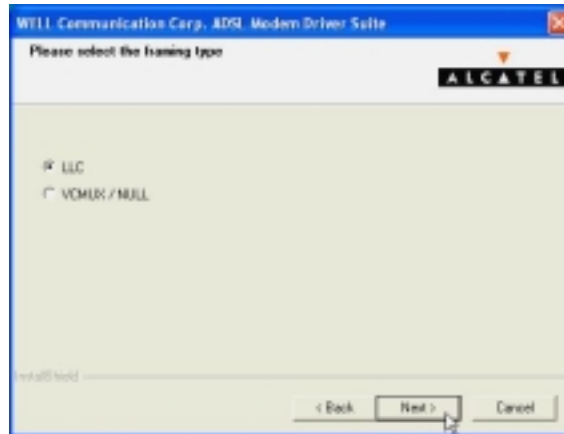 WELL Communication Corp. ADSL Modem Driver Suite
Please select the framing type
ALCATEL
LLC
VCMUX / NULL
InstallShield
< Back
Next >
Cancel